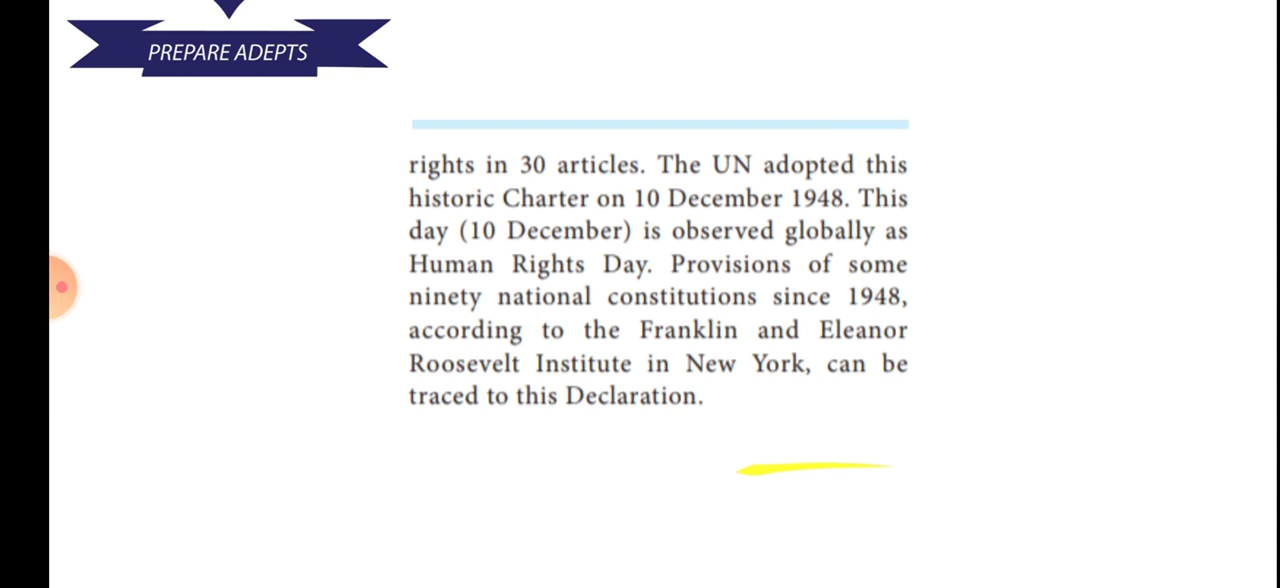 PREPARE ADEPTS
rights in 30 articles. The UN adopted this
historic Charter on 10 December 1948. This
day (10 December) is observed globally as
Human Rights Day. Provisions of some
ninety national constitutions since 1948,
according to the Franklin and Eleanor
Roosevelt Institute in New York, can be
traced to this Declaration.